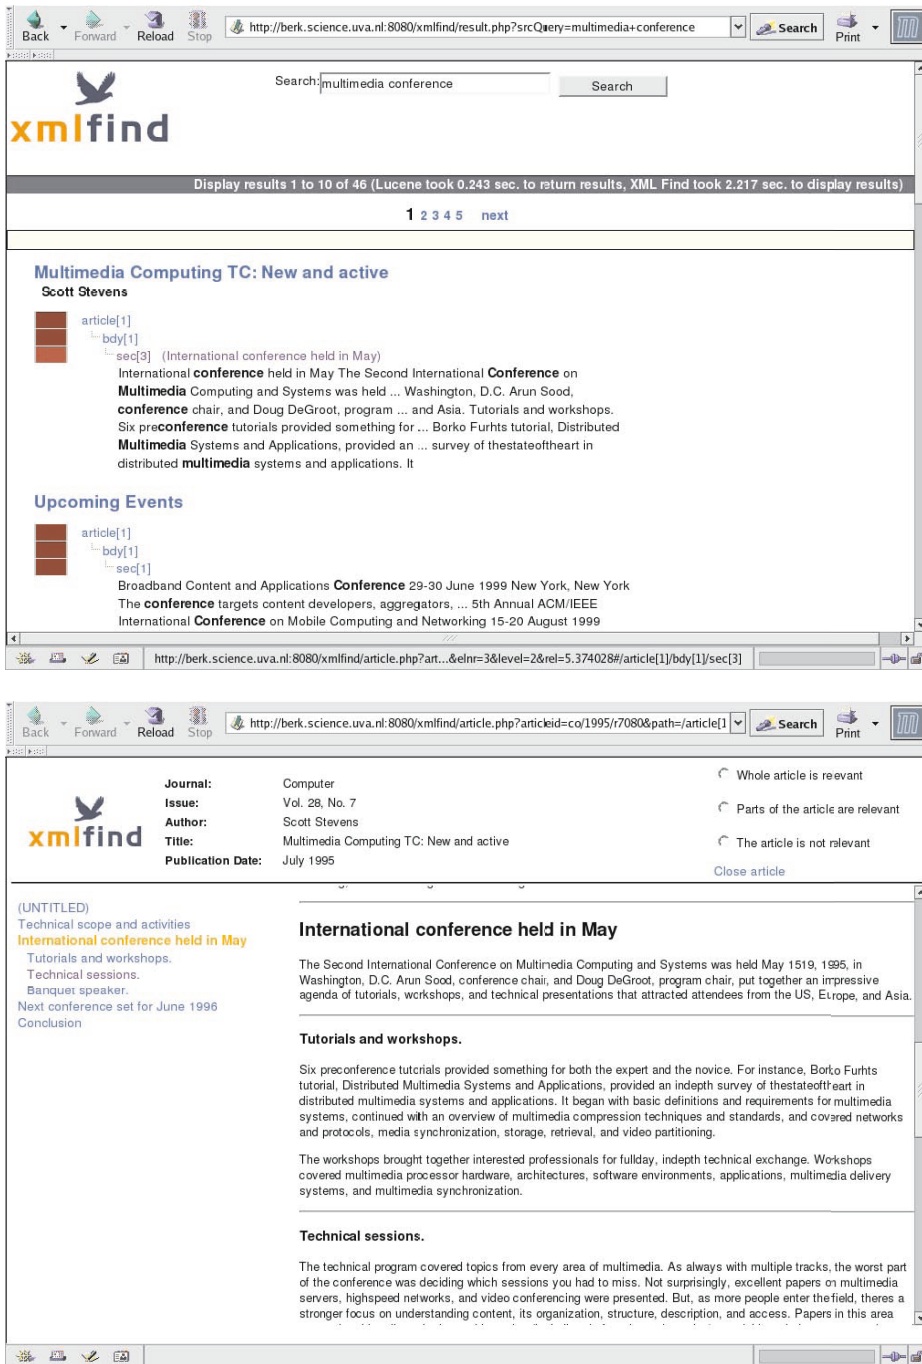 Back Forward Reload Stop http://berk.science.uva.nl:8080/xmlfind/result.php?srcQuery=multimedia+conference Search Print
Search: multimedia conference Search
xmlfind
Display results 1 to 10 of 46 (Lucene took 0.243 sec. to return results, XML Find took 2.217 sec. to display results)
1 2 3 4 5 next
Multimedia Computing TC: New and active
Scott Stevens
article[1]
bdy[1]
sec[3] (International conference held in May)
International conference held in May The Second International Conference on
Multimedia Computing and Systems was held ... Washington, D.C. Arun Sood,
conference chair, and Doug DeGroot, program ... and Asia. Tutorials and workshops.
Six preconference tutorials provided something for ... Borko Furhts tutorial, Distributed
Multimedia Systems and Applications, provided an ... survey of thestateoftheart in
distributed multimedia systems and applications. It
Upcoming Events
article[1]
bdy[1]
sec[1]
Broadband Content and Applications Conference 29-30 June 1999 New York, New York
The conference targets content developers, aggregators, ... 5th Annual ACM/IEEE
International Conference on Mobile Computing and Networking 15-20 August 1999
http://berk.science.uva.nl:8080/xmlfind/article.php?art...&elnr=3&level=2&rel=5.374028#/article[1]/bdy[1]/sec[3]
Back Forward Reload Stop http://berk.science.uva.nl:8080/xmlfind/article.php?articleid=co/1995/r7080&path=/article[1 Search Print
xmlfind
Journal: Computer
Issue: Vol. 28, No. 7
Author: Scott Stevens
Title: Multimedia Computing TC: New and active
Publication Date: July 1995
Whole article is relevant
Parts of the article are relevant
The article is not relevant
Close article
(UNTITLED)
Technical scope and activities
International conference held in May
Tutorials and workshops.
Technical sessions.
Banquet speaker.
Next conference set for June 1996
Conclusion
International conference held in May
The Second International Conference on Multimedia Computing and Systems was held May 1519, 1995, in
Washington, D.C. Arun Sood, conference chair, and Doug DeGroot, program chair, put together an impressive
agenda of tutorials, workshops, and technical presentations that attracted attendees from the US, Europe, and Asia.
Tutorials and workshops.
Six preconference tutorials provided something for both the expert and the novice. For instance, Borko Furhts
tutorial, Distributed Multimedia Systems and Applications, provided an indepth survey of thestateoftheart in
distributed multimedia systems and applications. It began with basic definitions and requirements for multimedia
systems, continued with an overview of multimedia compression techniques and standards, and covered networks
and protocols, media synchronization, storage, retrieval, and video partitioning.
The workshops brought together interested professionals for fullday, indepth technical exchange. Workshops
covered multimedia processor hardware, architectures, software environments, applications, multimedia delivery
systems, and multimedia synchronization.
Technical sessions.
The technical program covered topics from every area of multimedia. As always with multiple tracks, the worst part
of the conference was deciding which sessions you had to miss. Not surprisingly, excellent papers on multimedia
servers, highspeed networks, and video conferencing were presented. But, as more people enter the field, theres a
stronger focus on understanding content, its organization, structure, description, and access. Papers in this area